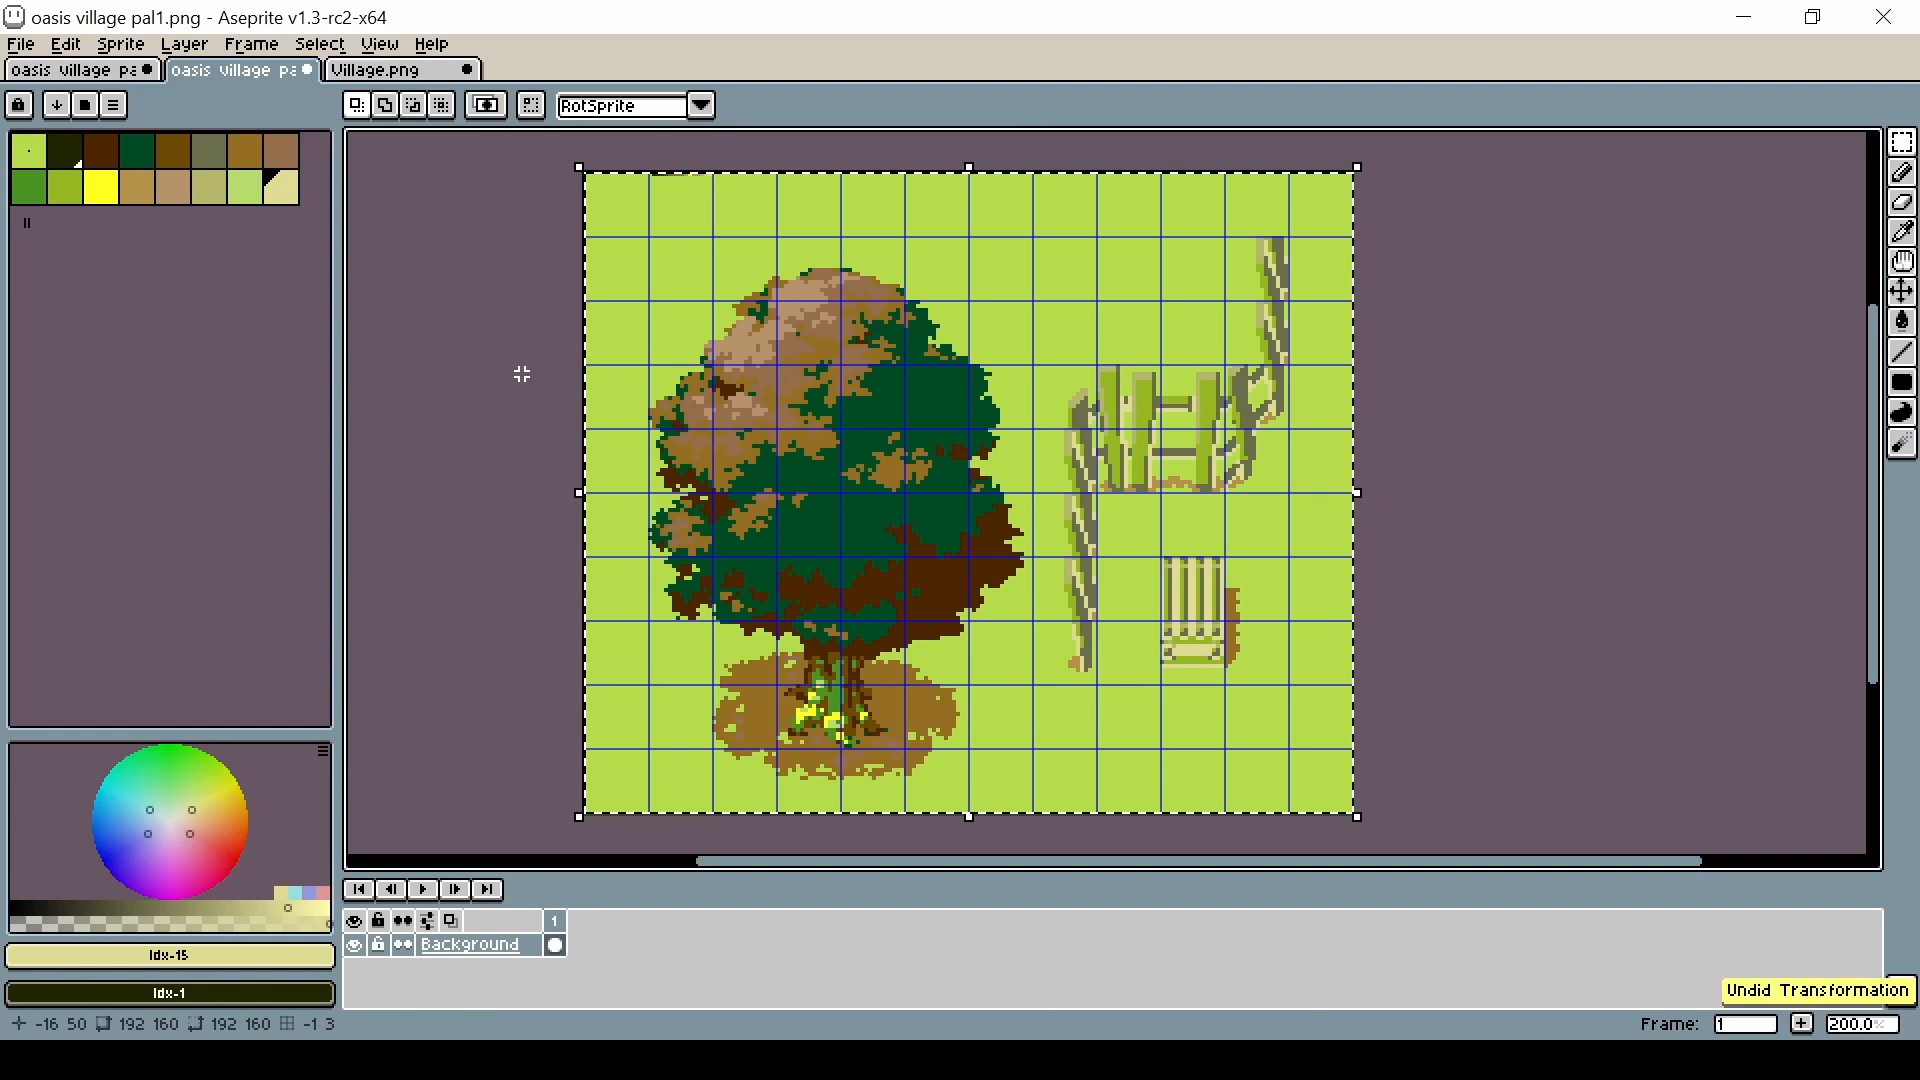 oasis village pal1.png - Aseprite v1.3-rc2-x64
File Edit Sprite Layer Frame Select View Help
oasis village pa
oasis village pa
Village.png
RotSprite
Idx-15
Idx-1
1
Background
Undid Transformation
-16 50 192 160 192 160 -1 3
Frame: 1
200.0%